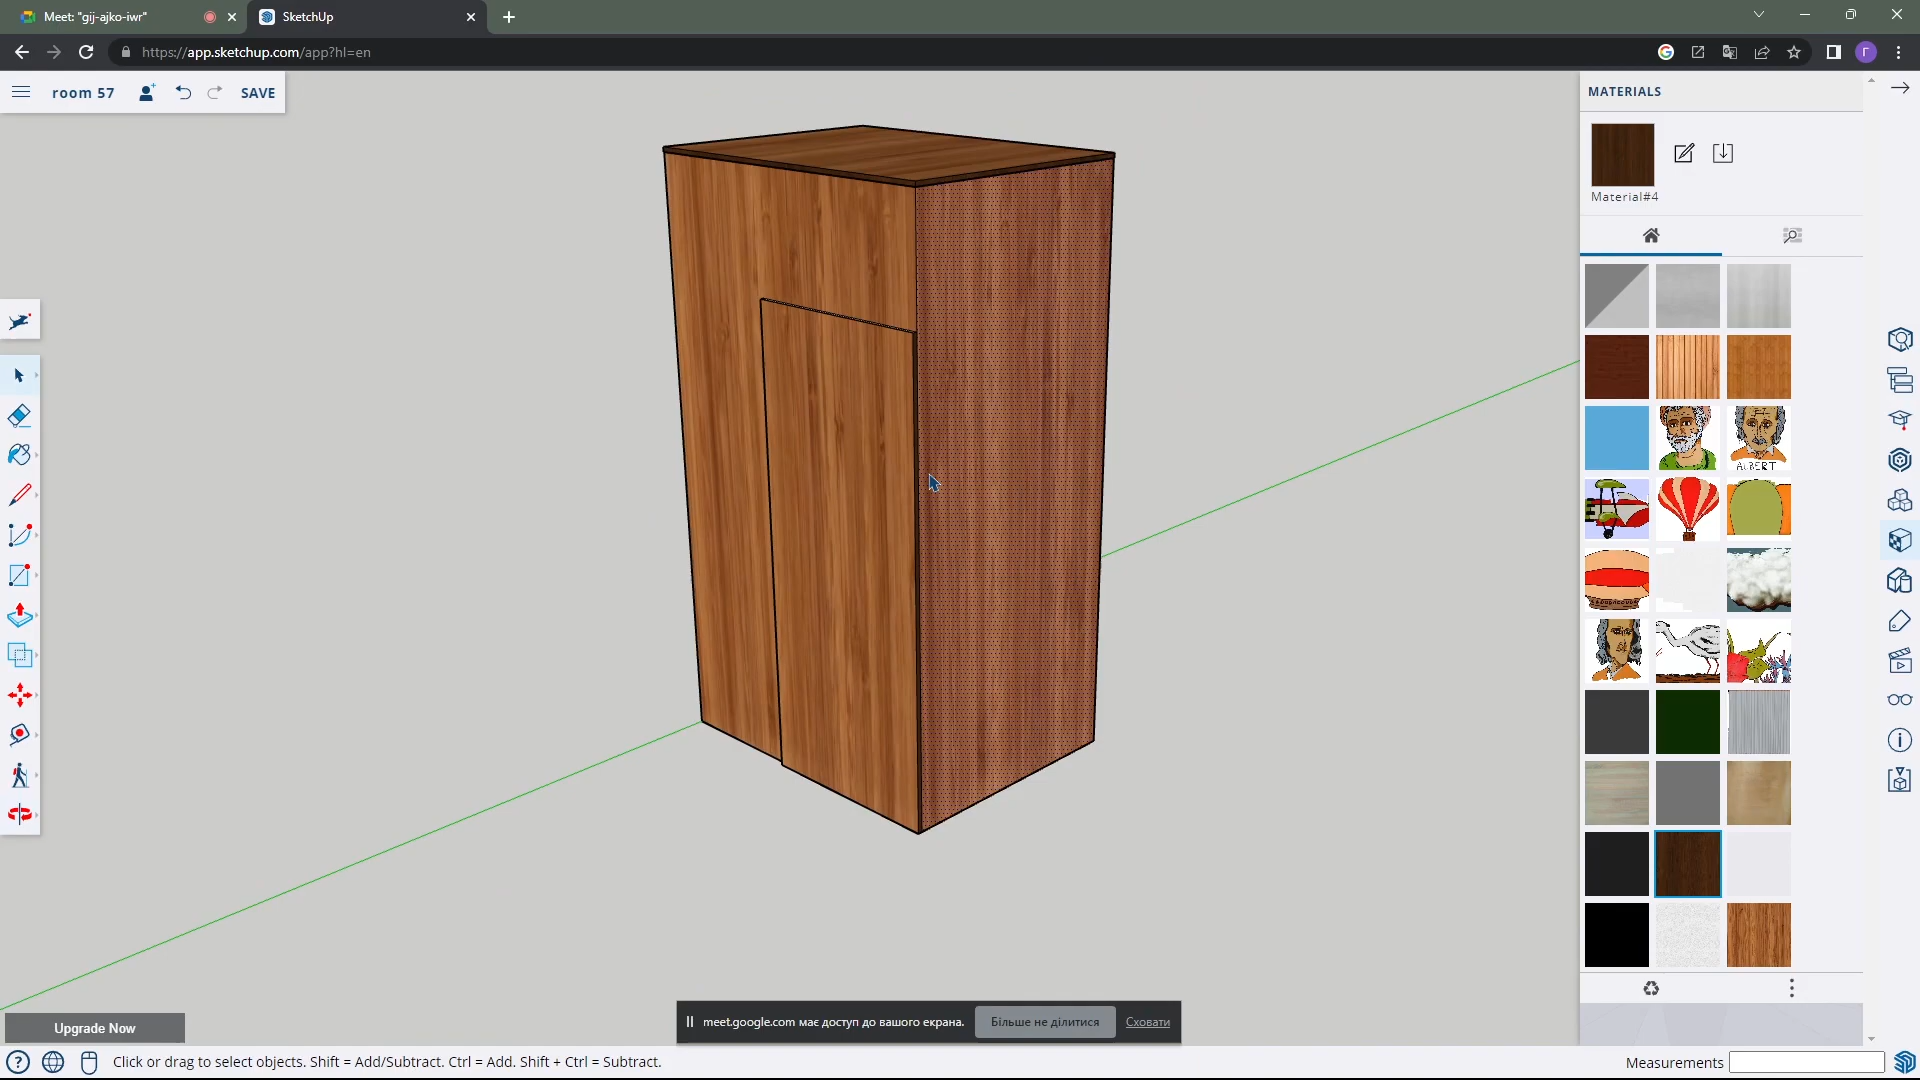 Meet: "gij-ajko-iwr"
SketchUp
https://app.sketchup.com/app?hl=en
Г
room 57
SAVE
MATERIALS
Material#4
ALBERT
Upgrade Now
meet.google.com має доступ до вашого екрана.
Більше не ділитися
Сховати
Click or drag to select objects. Shift = Add/Subtract. Ctrl = Add. Shift + Ctrl = Subtract.
Measurements